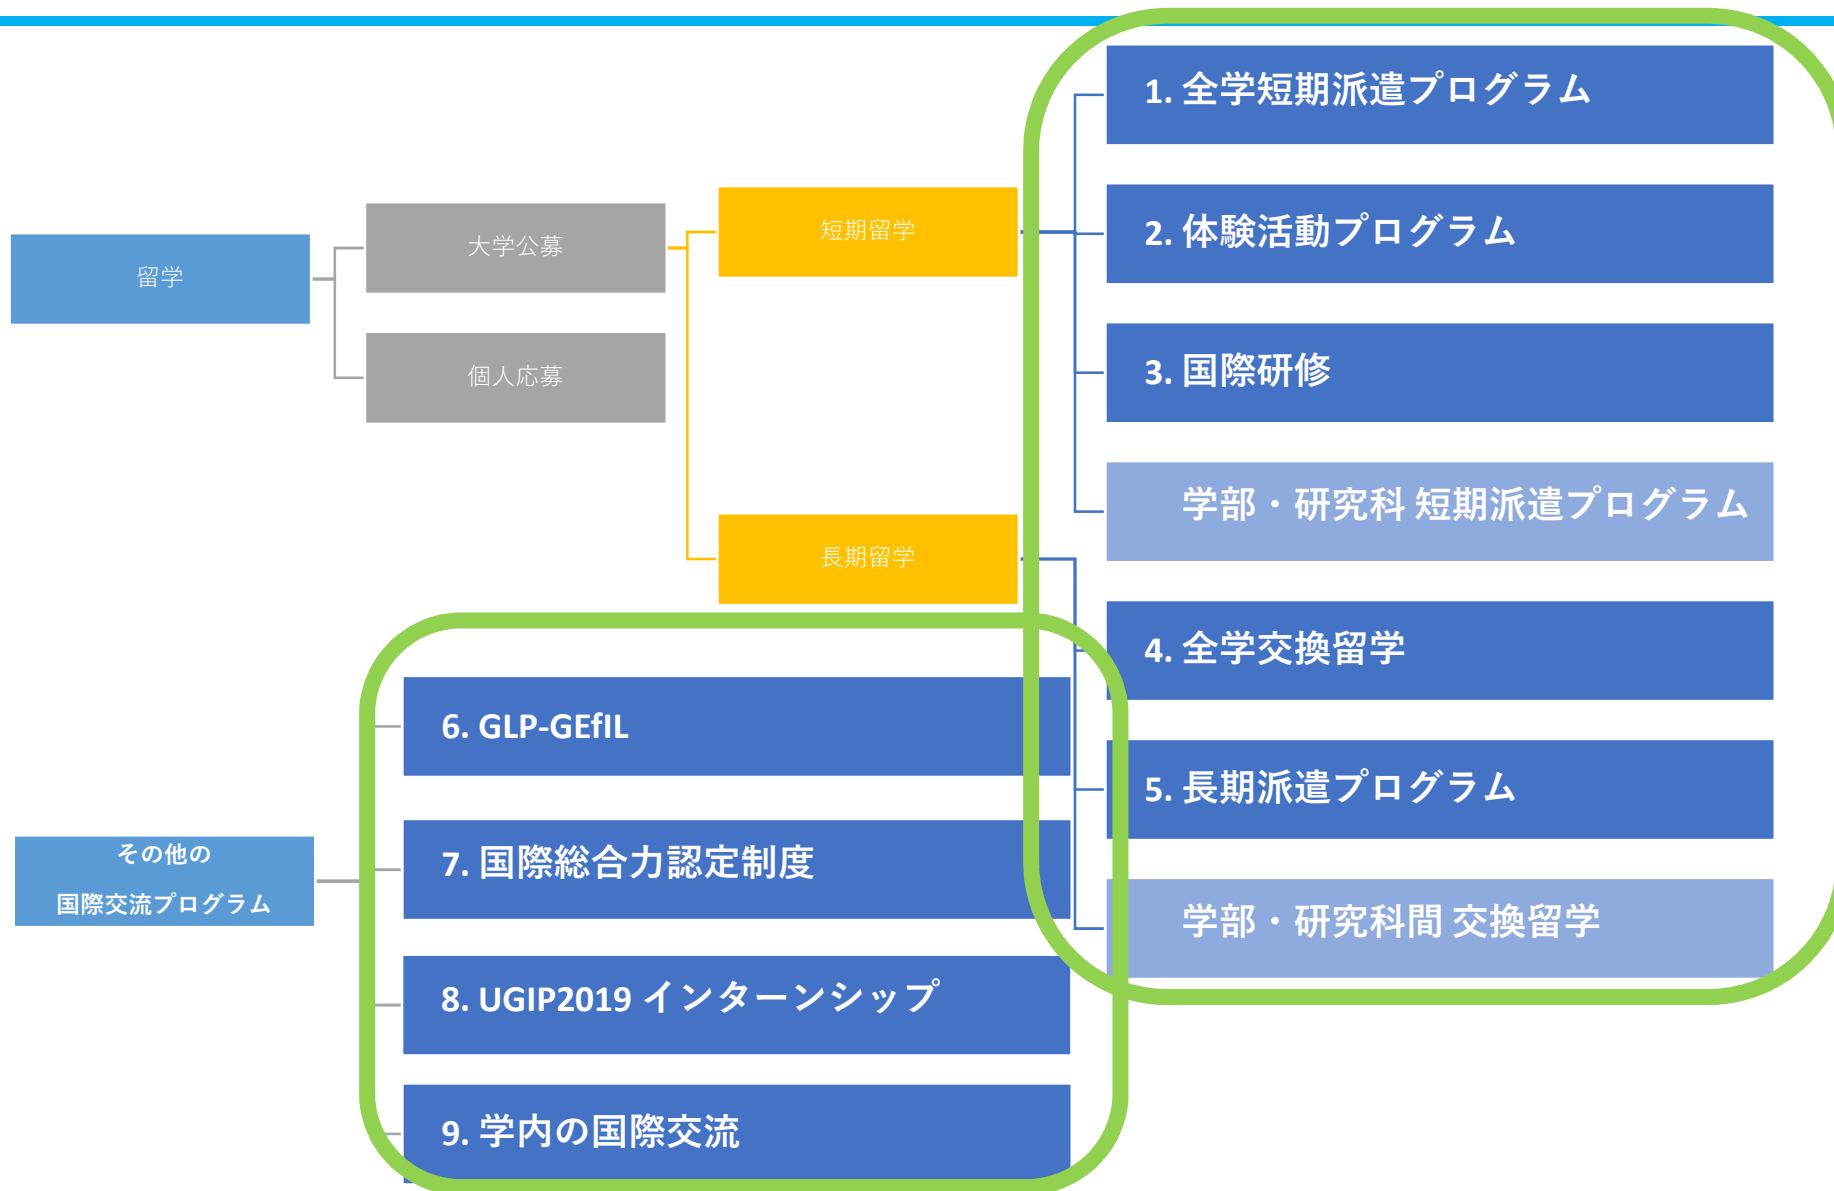 留学
大学公募
個人応募
短期留学
長期留学
1. 全学短期派遣プログラム
2. 体験活動プログラム
3. 国際研修
学部・研究科 短期派遣プログラム
4. 全学交換留学
5. 長期派遣プログラム
学部・研究科間 交換留学
その他の
国際交流プログラム
6. GLP-GEfIL
7. 国際総合力認定制度
8. UGIP2019 インターンシップ
9. 学内の国際交流